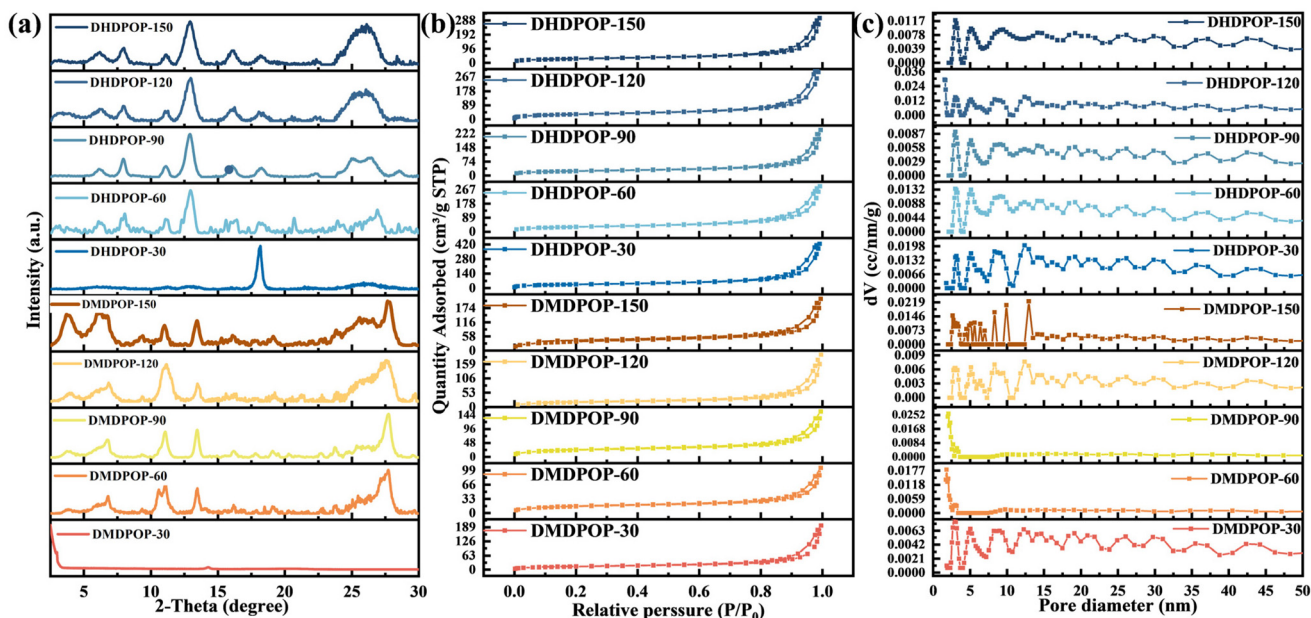 (a)
Intensity (a.u.)
DHDPOP-150
DHDPOP-120
DHDPOP-90
DHDPOP-60
DHDPOP-30
DMDPOP-150
DMDPOP-120
DMDPOP-90
DMDPOP-60
DMDPOP-30
5 10 15 20 25 30
2-Theta (degree)
(b)
Quantity Adsorbed (cm³/g STP)
288
192
96
0
DHDPOP-150
267
178
89
0
DHDPOP-120
222
148
74
0
DHDPOP-90
267
178
89
0
DHDPOP-60
420
280
140
0
DHDPOP-30
174
116
58
0
DMDPOP-150
159
106
53
0
DMDPOP-120
144
96
48
0
DMDPOP-90
99
66
33
0
DMDPOP-60
189
126
63
0
DMDPOP-30
0.0 0.2 0.4 0.6 0.8 1.0
Relative perssure (P/P₀)
(c)
dV (cc/nm/g)
0.0117
0.0078
0.0039
0.0000
DHDPOP-150
0.036
0.024
0.012
0.000
DHDPOP-120
0.0087
0.0058
0.0029
0.0000
DHDPOP-90
0.0132
0.0088
0.0044
0.0000
DHDPOP-60
0.0198
0.0132
0.0066
0.0000
DHDPOP-30
0.0219
0.0146
0.0073
0.0000
DMDPOP-150
0.009
0.006
0.003
0.000
DMDPOP-120
0.0252
0.0168
0.0084
0.0000
DMDPOP-90
0.0177
0.0118
0.0059
0.0000
DMDPOP-60
0.0063
0.0042
0.0021
0.0000
DMDPOP-30
0 5 10 15 20 25 30 35 40 45 50
Pore diameter (nm)